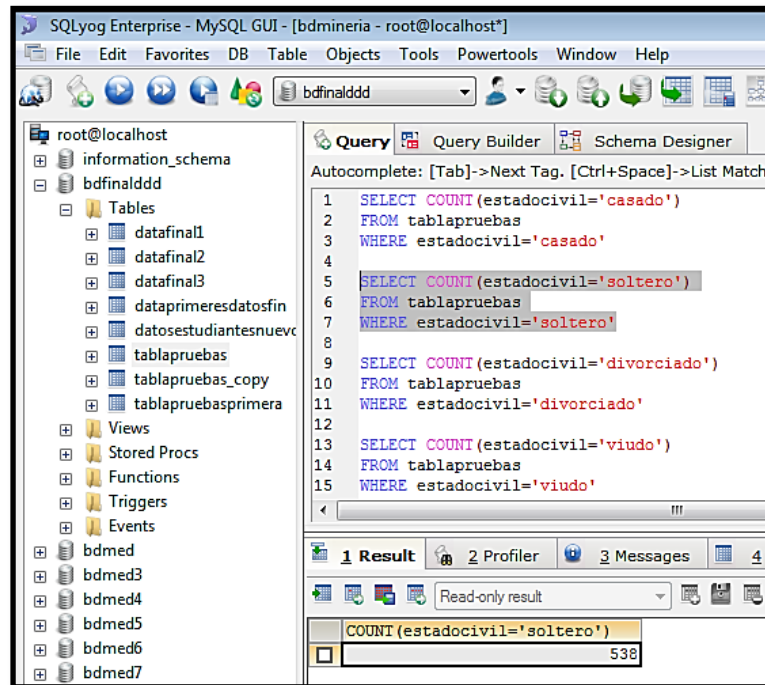 SQLyog Enterprise - MySQL GUI - [bdmineria - root@localhost*]
File Edit Favorites DB Table Objects Tools Powertools Window Help
bdfinalddd
root@localhost
information_schema
bdfinalddd
Tables
datafinal1
datafinal2
datafinal3
dataprimeresdatosfin
datosestudiantesnuevo
tablapruebas
tablapruebas_copy
tablapruebasprimera
Views
Stored Procs
Functions
Triggers
Events
bdmed
bdmed3
bdmed4
bdmed5
bdmed6
bdmed7
Query Query Builder Schema Designer
Autocomplete: [Tab]->Next Tag. [Ctrl+Space]->List Match
1 SELECT COUNT(estadocivil='casado')
2 FROM tablapruebas
3 WHERE estadocivil='casado'
4
5 SELECT COUNT(estadocivil='soltero')
6 FROM tablapruebas
7 WHERE estadocivil='soltero'
8
9 SELECT COUNT(estadocivil='divorciado')
10 FROM tablapruebas
11 WHERE estadocivil='divorciado'
12
13 SELECT COUNT(estadocivil='viudo')
14 FROM tablapruebas
15 WHERE estadocivil='viudo'
1 Result 2 Profiler 3 Messages 4
Read-only result
COUNT(estadocivil='soltero')
538